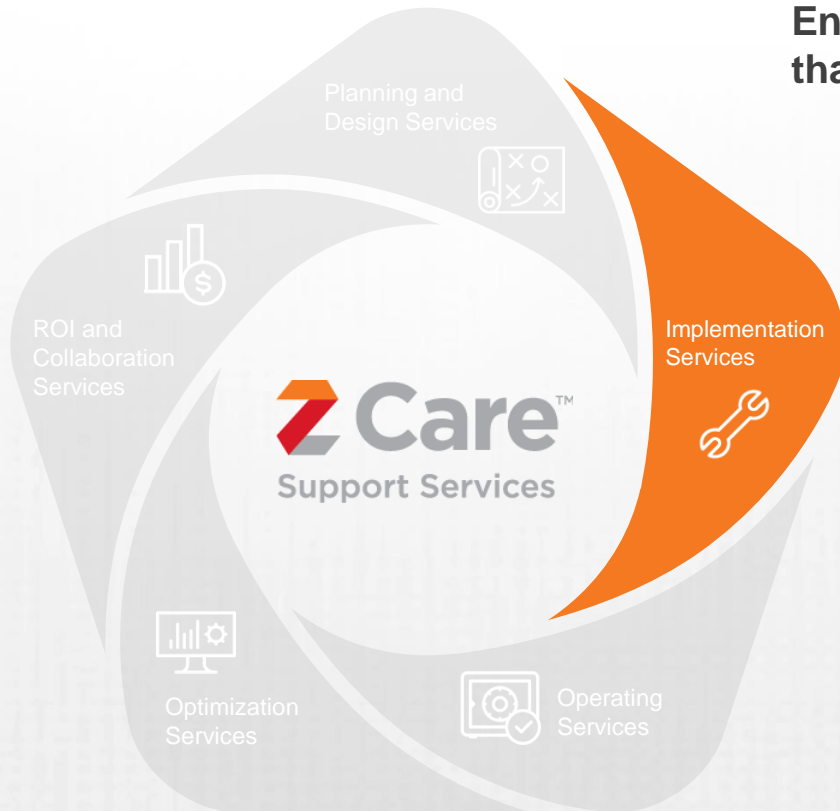 En
tha
Planning and
Design Services
ROI and
Collaboration
Services
Implementation
Services
Z Care™
Support Services
Optimization
Services
Operating
Services